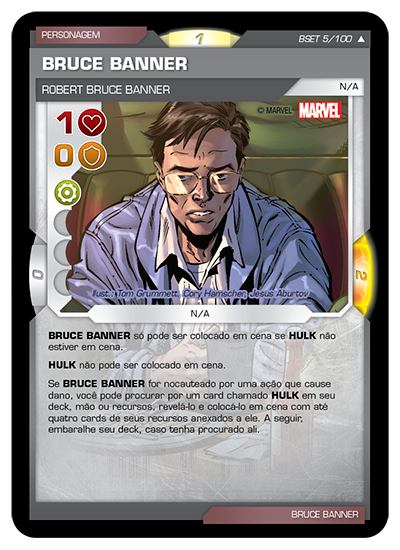 PERSONAGEM
1
BSET 5/100 ▲
BRUCE BANNER
ROBERT BRUCE BANNER
N/A
© MARVEL MARVEL
1
0
0
2
Ilust.: Tom Grummett, Cory Hamscher, Jesus Aburtov
N/A
BRUCE BANNER só pode ser colocado em cena se HULK não
estiver em cena.
HULK não pode ser colocado em cena.
Se BRUCE BANNER for nocauteado por uma ação que cause
dano, você pode procurar por um card chamado HULK em seu
deck, mão ou recursos, revelá-lo e colocá-lo em cena com até
quatro cards de seus recursos anexados a ele. A seguir,
embaralhe seu deck, caso tenha procurado ali.
BRUCE BANNER